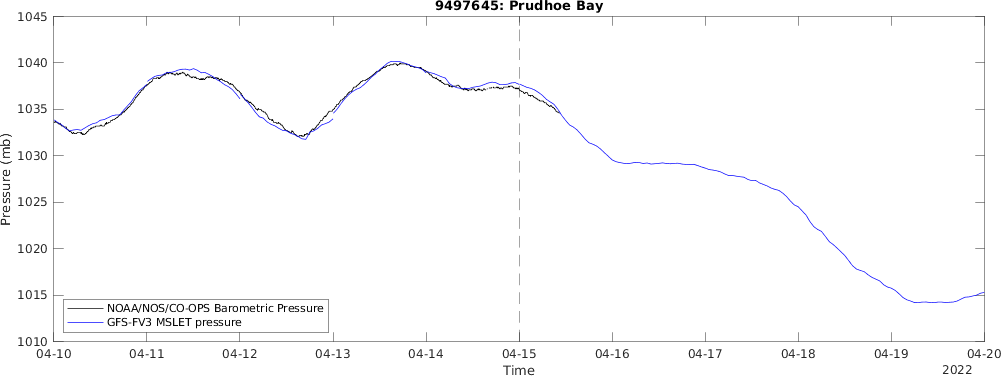 9497645: Prudhoe Bay
Pressure (mb)
1045
1040
1035
1030
1025
1020
1015
1010
NOAA/NOS/CO-OPS Barometric Pressure
GFS-FV3 MSLET pressure
04-10 04-11 04-12 04-13 04-14 04-15 04-16 04-17 04-18 04-19 04-20
Time
2022